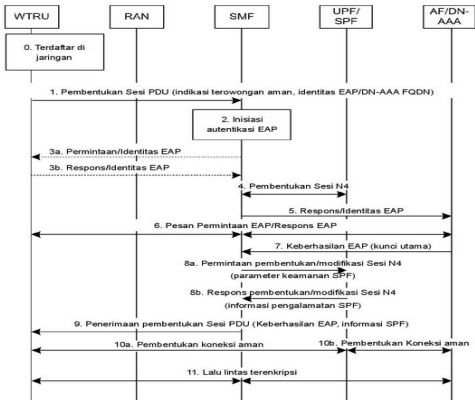 WTRU
RAN
SMF
UPF/
SPF
AF/DN-
AAA
0. Terdaftar di
jaringan
1. Pembentukan Sesi PDU (indikasi terowongan aman, identitas EAP/DN-AAA FQDN)
2. Inisiasi
autentikasi EAP
3a. Permintaan/Identitas EAP
3b. Respons/Identitas EAP
4. Pembentukan Sesi N4
5. Respons/Identitas EAP
6. Pesan Permintaan EAP/Respons EAP
7. Keberhasilan EAP (kunci utama)
8a. Permintaan pembentukan/modifikasi Sesi N4
(parameter keamanan SPF)
8b. Respons pembentukan/modifikasi Sesi N4
(informasi pengalamatan SPF)
9. Penerimaan pembentukan Sesi PDU (Keberhasilan EAP, informasi SPF)
10a. Pembentukan koneksi aman
10b. Pembentukan Koneksi aman
11. Lalu lintas terenkripsi